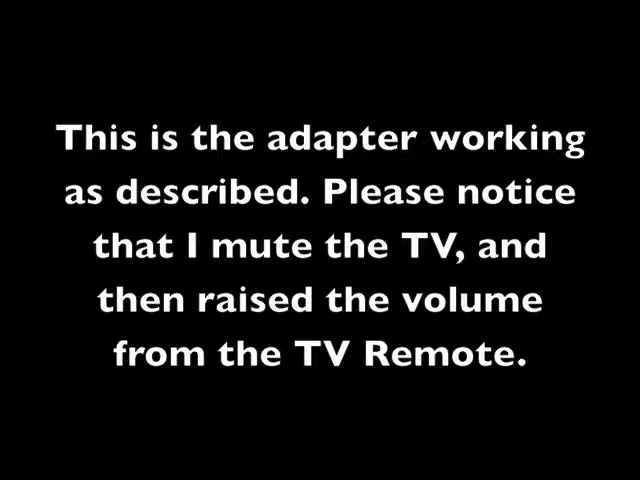 This is the adapter working
as described. Please notice
that I mute the TV, and
then raised the volume
from the TV Remote.